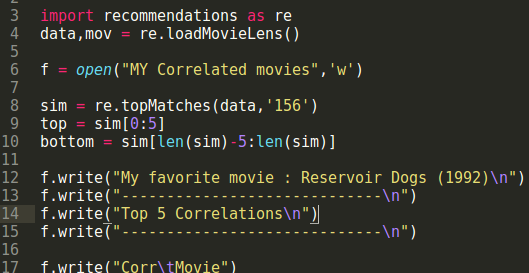 3 import recommendations as re
4 data,mov = re.loadMovieLens()
5
6 f = open("MY Correlated movies",'w')
7
8 sim = re.topMatches(data,'156')
9 top = sim[0:5]
10 bottom = sim[len(sim)-5:len(sim)]
11
12 f.write("My favorite movie : Reservoir Dogs (1992)\n")
13 f.write("-----------------------------\n")
14 f.write("Top 5 Correlations\n")
15 f.write("-----------------------------\n")
16
17 f.write("Corr\tMovie")